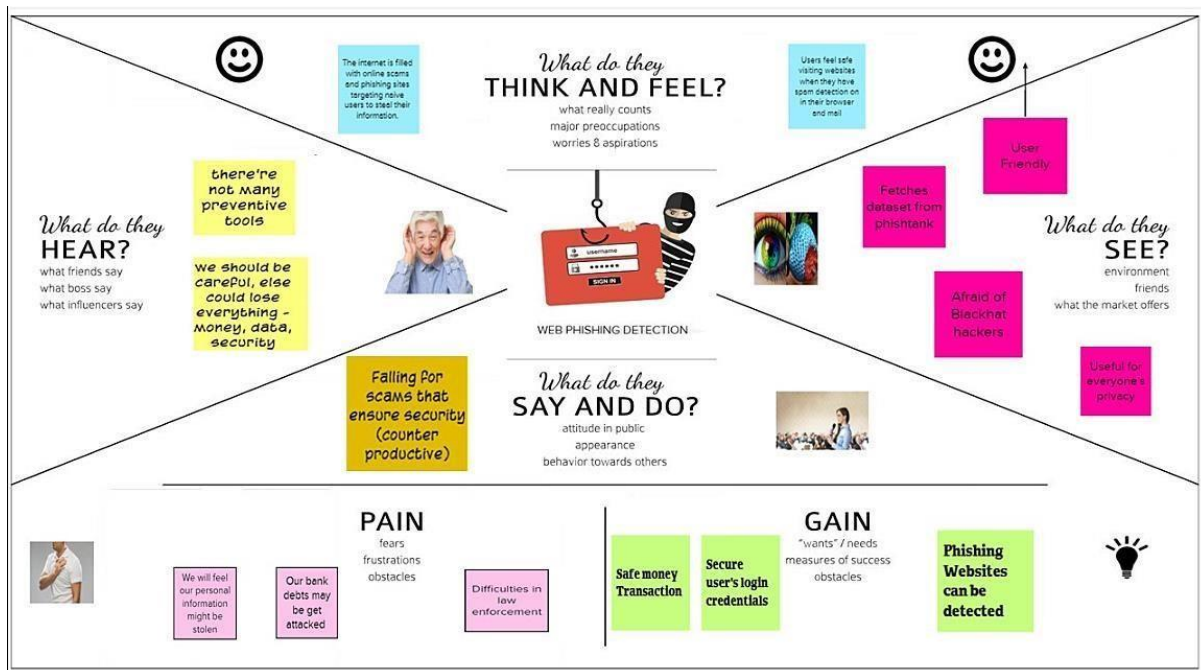 The internet is filled
with online scams
and phishing sites
targeting naive
users to steal their
information.
What do they
THINK AND FEEL?
what really counts
major preoccupations
worries & aspirations
Users feel safe
visiting websites
when they have
spam detection on
in their browser
and mail
What do they
HEAR?
what friends say
what boss say
what influencers say
there're
not many
preventive
tools
we should be
careful, else
could lose
everything -
money, data,
security
username
SIGN IN
WEB PHISHING DETECTION
User
Friendly
Fetches
dataset from
phishtank
Afraid of
Blackhat
hackers
Useful for
everyone's
privacy
What do they
SEE?
environment
friends
what the market offers
Falling for
scams that
ensure security
(counter
productive)
What do they
SAY AND DO?
attitude in public
appearance
behavior towards others
PAIN
fears
frustrations
obstacles
We will feel
our personal
information
might be
stolen
Our bank
debts may
be get
attacked
Difficulties in
law
enforcement
GAIN
"wants" / needs
measures of success
obstacles
Safe money
Transaction
Secure
user's login
credentials
Phishing
Websites
can be
detected